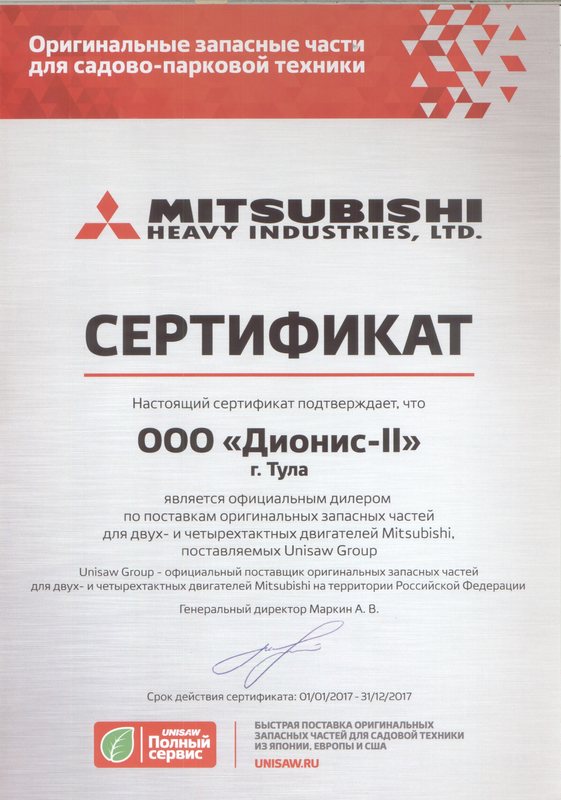 Оригинальные запасные части
для садово-парковой техники
MITSUBISHI
HEAVY INDUSTRIES, LTD.
СЕРТИФИКАТ
Настоящий сертификат подтверждает, что
ООО «Дионис-II»
г. Тула
является официальным дилером
по поставкам оригинальных запасных частей
для двух- и четырехтактных двигателей Mitsubishi,
поставляемых Unisaw Group
Unisaw Group - официальный поставщик оригинальных запасных частей
для двух- и четырехтактных двигателей Mitsubishi на территории Российской Федерации
Генеральный директор Маркин А. В.
Срок действия сертификата: 01/01/2017 - 31/12/2017
UNISAW
Полный
сервис
БЫСТРАЯ ПОСТАВКА ОРИГИНАЛЬНЫХ
ЗАПАСНЫХ ЧАСТЕЙ ДЛЯ САДОВОЙ ТЕХНИКИ
ИЗ ЯПОНИИ, ЕВРОПЫ И США
UNISAW.RU